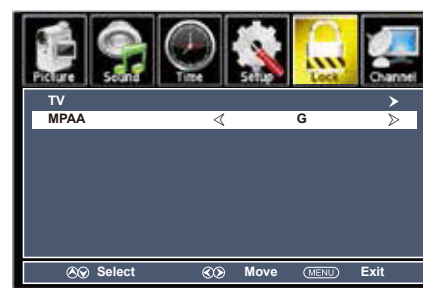 Picture Sound Time Setup Lock Channel
TV
MPAA G
Select Move MENU Exit